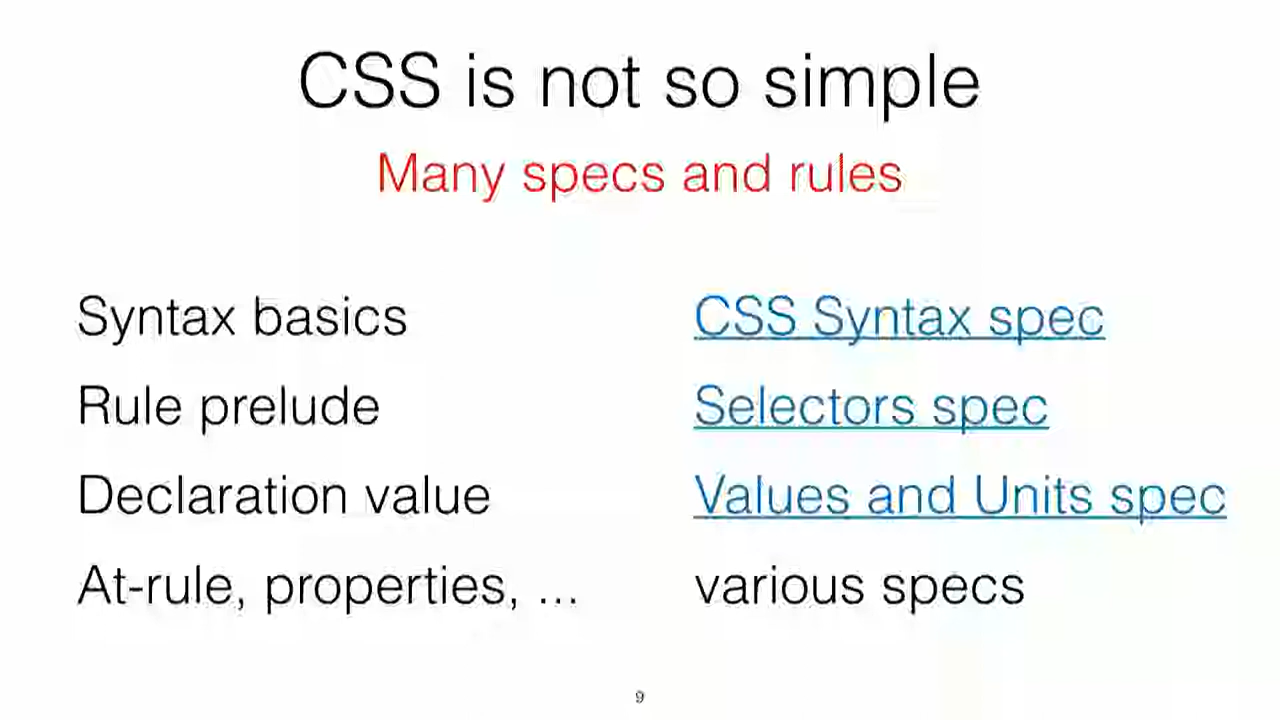 CSS is not so simple
Many specs and rules
Syntax basics CSS Syntax spec
Rule prelude Selectors spec
Declaration value Values and Units spec
At-rule, properties, ... various specs
9